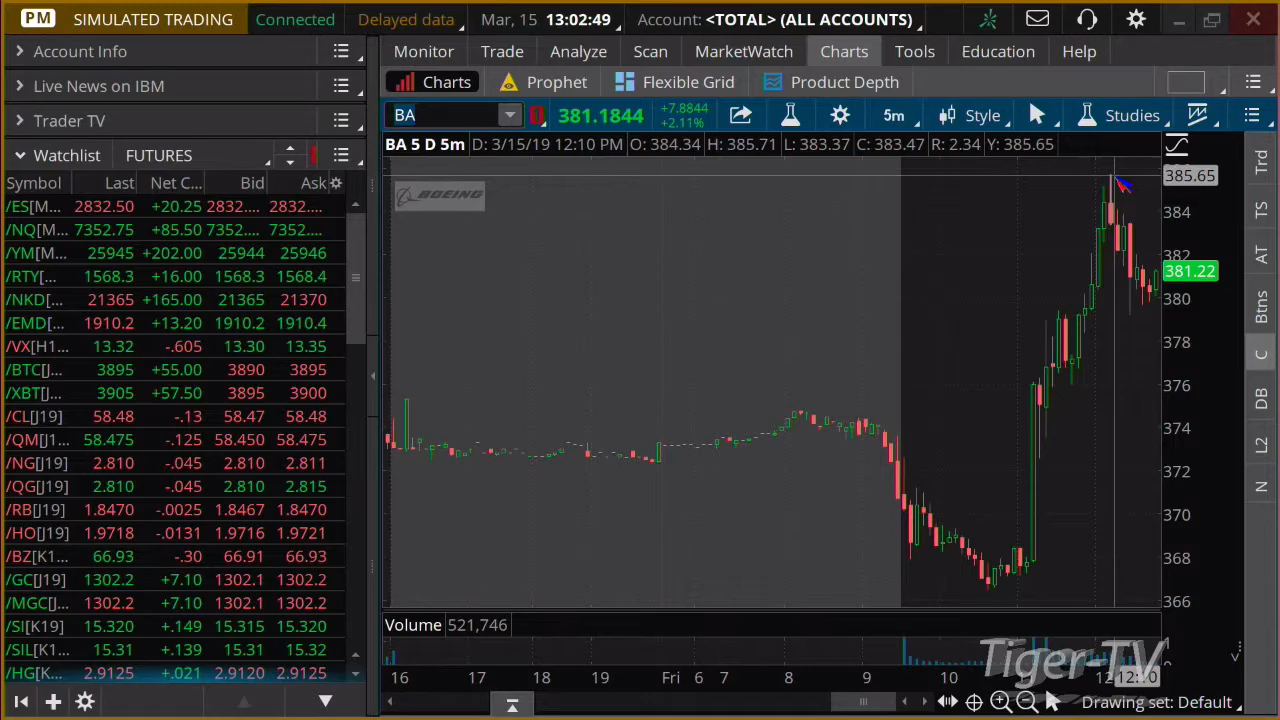 PM SIMULATED TRADING Connected Delayed data Mar, 15 13:02:49 Account: <TOTAL> (ALL ACCOUNTS)
Account Info
Live News on IBM
Trader TV
Watchlist FUTURES
Symbol Last Net C... Bid Ask
/ES[M... 2832.50 +20.25 2832.... 2832....
/NQ[M... 7352.75 +85.50 7352.... 7352....
/YM[M... 25945 +202.00 25944 25946
/RTY[... 1568.3 +16.00 1568.3 1568.4
/NKD[... 21365 +165.00 21365 21370
/EMD[... 1910.2 +13.20 1910.2 1910.4
/VX[H1... 13.32 -.605 13.30 13.35
/BTC[J... 3895 +55.00 3890 3895
/XBT[J... 3905 +57.50 3895 3900
/CL[J19] 58.48 -.13 58.47 58.48
/QM[J1... 58.475 -.125 58.450 58.475
/NG[J19] 2.810 -.045 2.810 2.811
/QG[J19] 2.810 -.045 2.810 2.815
/RB[J19] 1.8470 -.0025 1.8467 1.8470
/HO[J19] 1.9718 -.0131 1.9716 1.9721
/BZ[K1... 66.93 -.30 66.91 66.93
/GC[J19] 1302.2 +7.10 1302.1 1302.2
/MGC[J... 1302.2 +7.10 1302.1 1302.2
/SI[K19] 15.320 +.149 15.315 15.320
/SIL[K1... 15.31 +.139 15.31 15.32
/HG[K... 2.9125 +.021 2.9120 2.9125
Monitor Trade Analyze Scan MarketWatch Charts Tools Education Help
Charts Prophet Flexible Grid Product Depth
BA 381.1844 +7.8844 5m Style Studies
+2.11%
BA 5 D 5m D: 3/15/19 12:10 PM O: 384.34 H: 385.71 L: 383.37 C: 383.47 R: 2.34 Y: 385.65
BOEING
385.65
384
382
381.22
380
378
376
374
372
370
368
366
Volume 521,746
Tiger-TV
16 17 18 19 Fri 6 7 8 9 10 12
Drawing set: Default
Trd
TS
AT
Btns
C
DB
L2
N